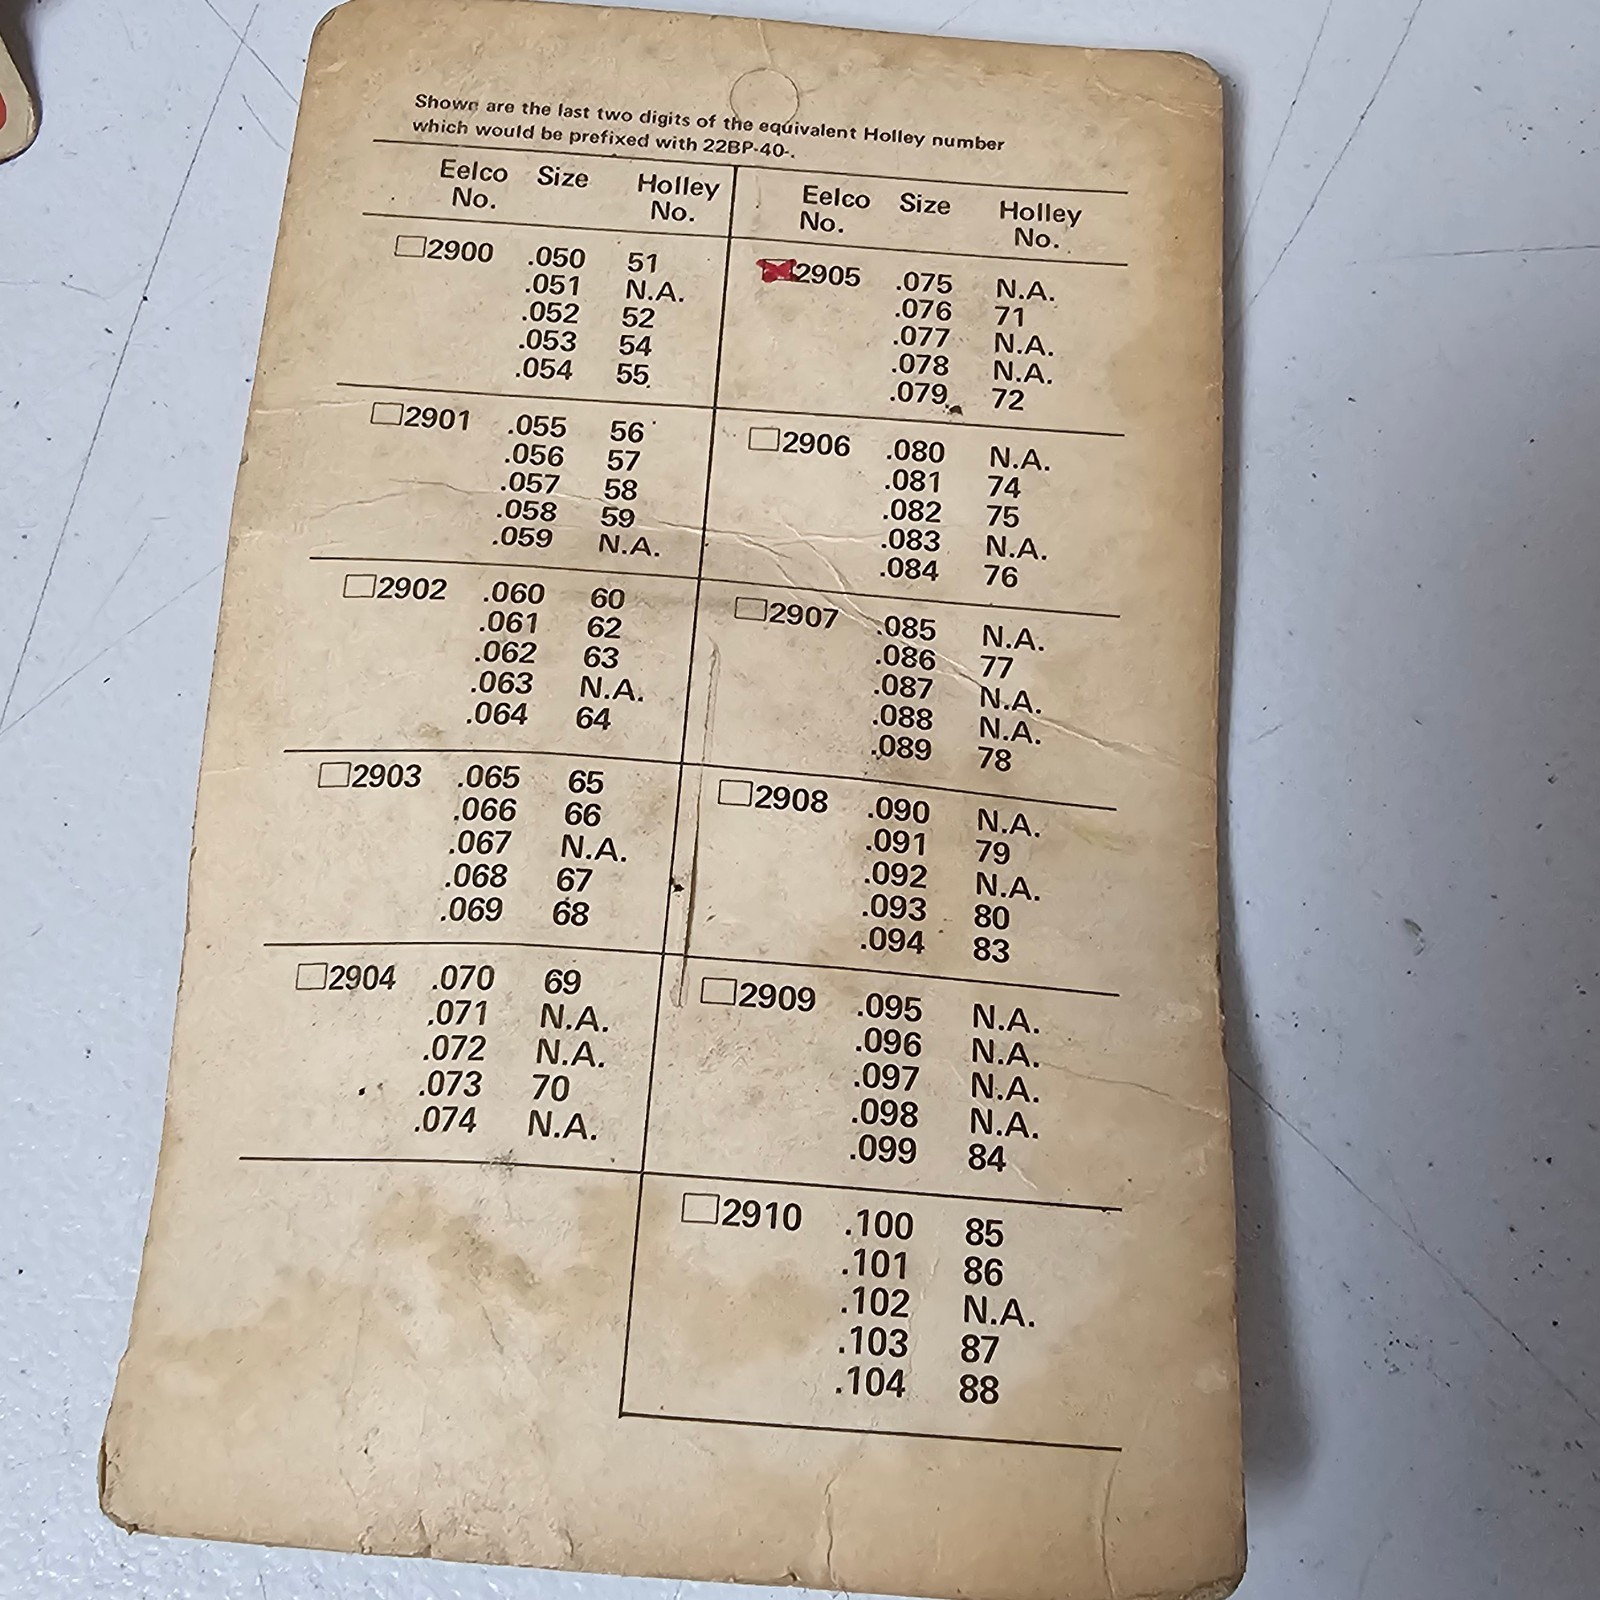 Shown are the last two digits of the equivalent Holley number
which would be prefixed with 22BP-40-.
Eelco No. Size Holley No.
2900 .050 51
.051 N.A.
.052 52
.053 54
.054 55
2901 .055 56
.056 57
.057 58
.058 59
.059 N.A.
2902 .060 60
.061 62
.062 63
.063 N.A.
.064 64
2903 .065 65
.066 66
.067 N.A.
.068 67
.069 68
2904 .070 69
.071 N.A.
.072 N.A.
.073 70
.074 N.A.
Eelco No. Size Holley No.
2905 .075 N.A.
.076 71
.077 N.A.
.078 N.A.
.079 72
2906 .080 N.A.
.081 74
.082 75
.083 N.A.
.084 76
2907 .085 N.A.
.086 77
.087 N.A.
.088 N.A.
.089 78
2908 .090 N.A.
.091 79
.092 N.A.
.093 80
.094 83
2909 .095 N.A.
.096 N.A.
.097 N.A.
.098 N.A.
.099 84
2910 .100 85
.101 86
.102 N.A.
.103 87
.104 88